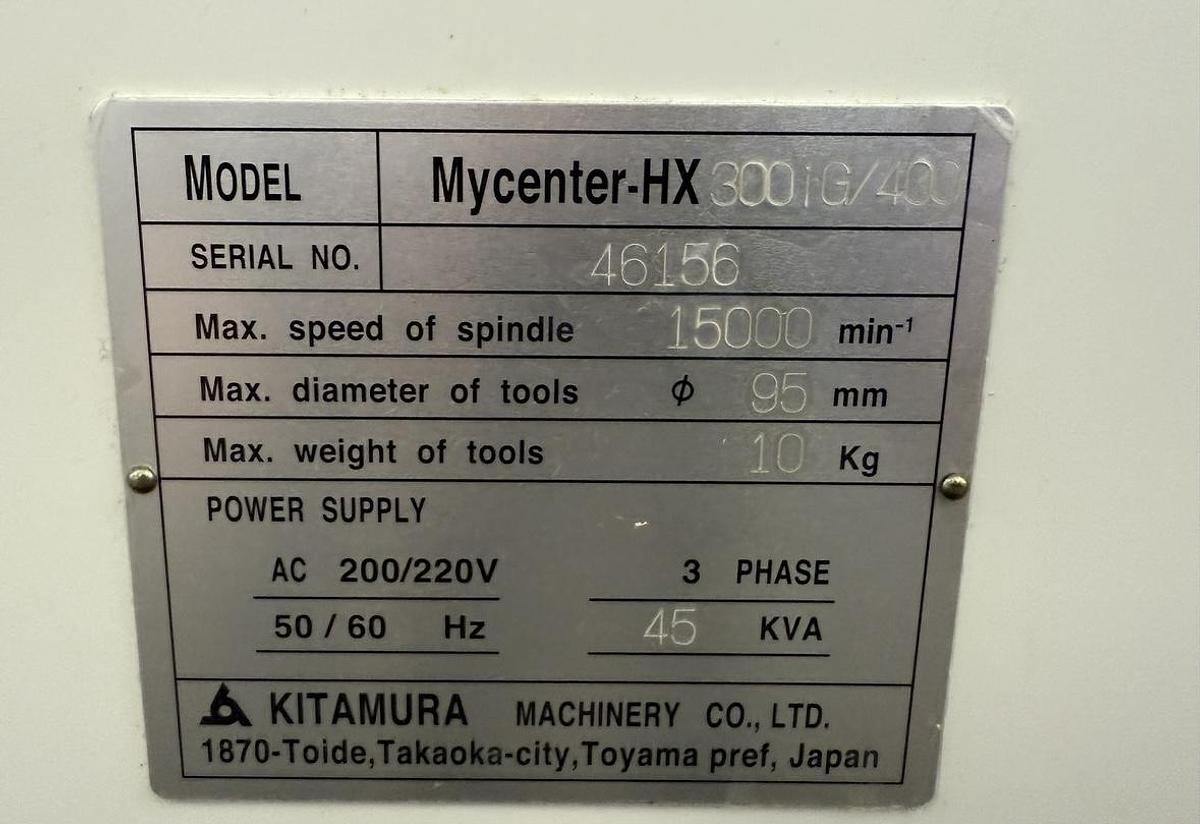 MODEL Mycenter-HX300iG/400
SERIAL NO. 46156
Max. speed of spindle 15000 min⁻¹
Max. diameter of tools φ 95 mm
Max. weight of tools 10 Kg
POWER SUPPLY
AC 200/220V 3 PHASE
50/60 Hz 45 KVA
KITAMURA MACHINERY CO., LTD.
1870-Toide,Takaoka-city,Toyama pref, Japan